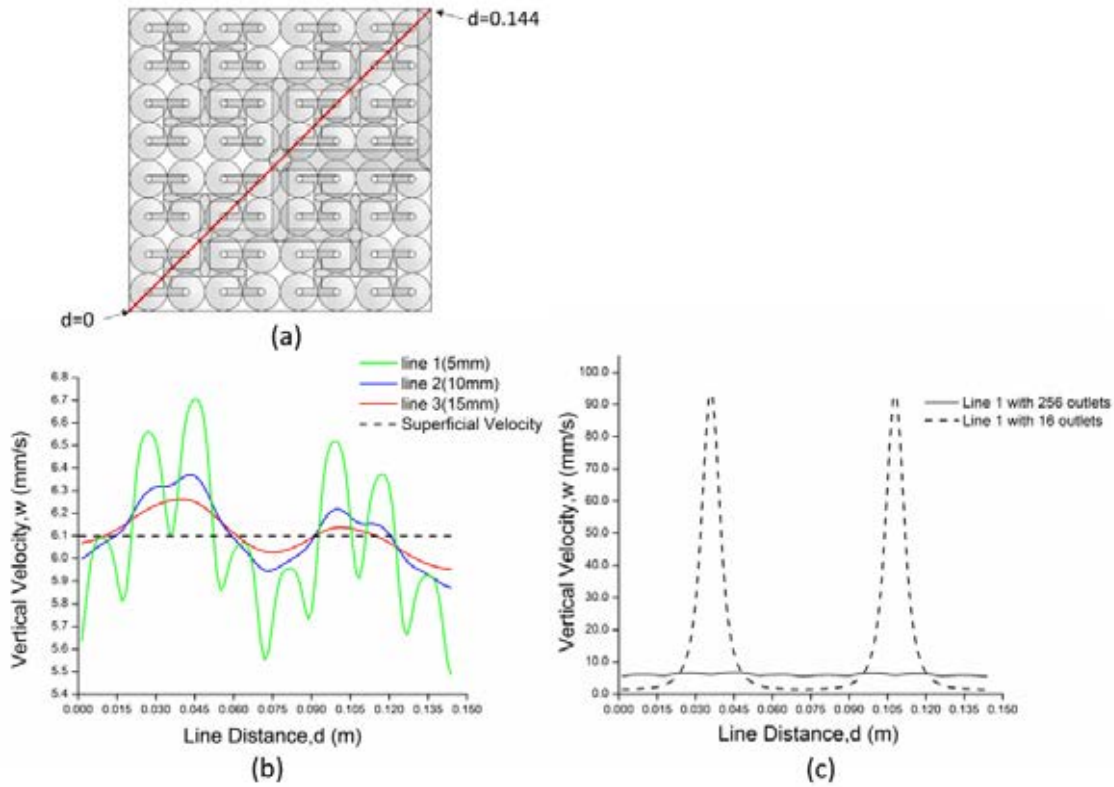 d=0.144
d=0
(a)
line 1(5mm)
line 2(10mm)
line 3(15mm)
Superficial Velocity
6.8
6.7
6.6
6.5
6.4
6.3
6.2
6.1
6.0
5.9
5.8
5.7
5.6
5.5
5.4
Vertical Velocity,w (mm/s)
0.000 0.015 0.030 0.045 0.060 0.075 0.090 0.105 0.120 0.135 0.150
Line Distance,d (m)
(b)
Line 1 with 256 outlets
Line 1 with 16 outlets
100.0
90.0
80.0
70.0
60.0
50.0
40.0
30.0
20.0
10.0
0.0
Vertical Velocity,w (mm/s)
0.000 0.015 0.030 0.045 0.060 0.075 0.090 0.105 0.120 0.135 0.150
Line Distance,d (m)
(c)